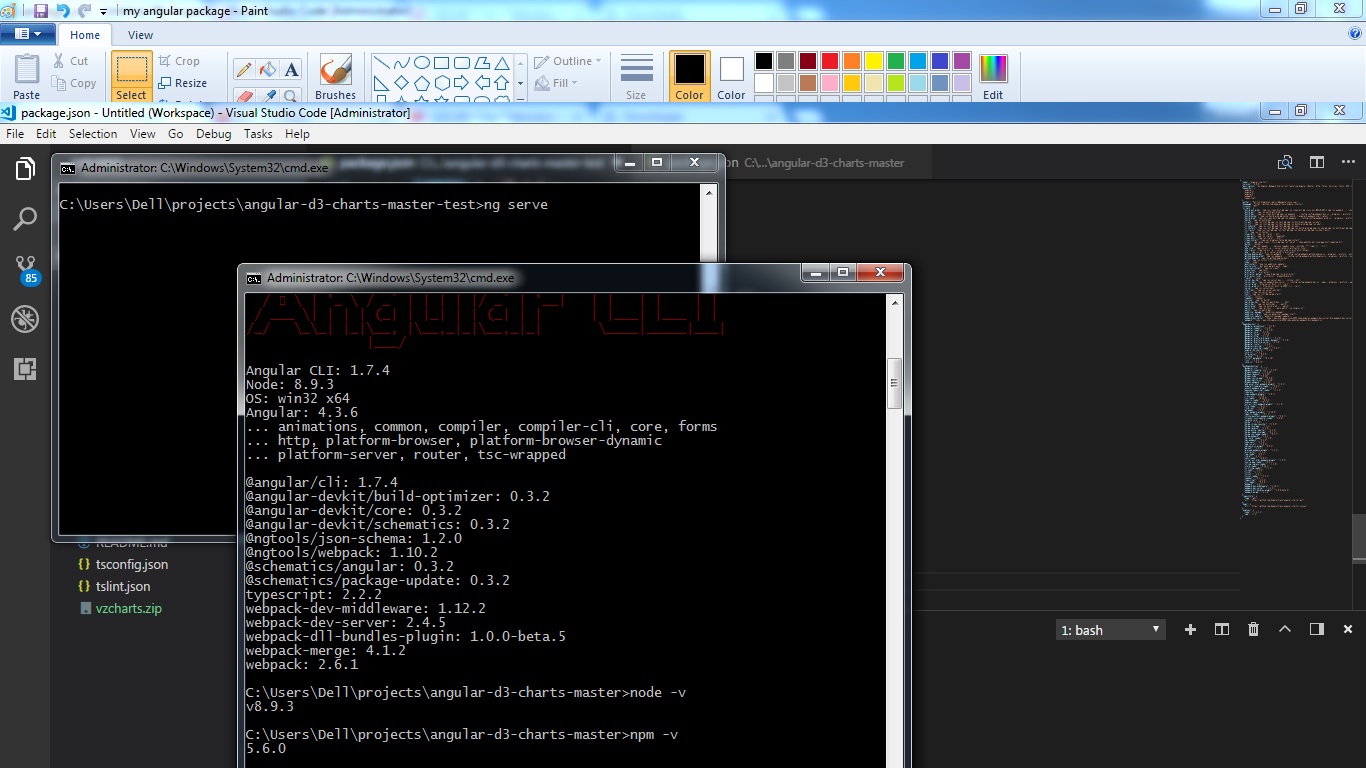 my angular package - Paint
Home
View
Paste
Cut
Copy
Select
Crop
Resize
Brushes
Outline
Fill
Size
Color
Color
Edit
package.json - Untitled (Workspace) - Visual Studio Code [Administrator]
File Edit Selection View Go Debug Tasks Help
C:\...\angular-d3-charts-master
85
Administrator: C:\Windows\System32\cmd.exe
C:\Users\Dell\projects\angular-d3-charts-master-test>ng serve
Administrator: C:\Windows\System32\cmd.exe
Angular CLI: 1.7.4
Node: 8.9.3
OS: win32 x64
Angular: 4.3.6
... animations, common, compiler, compiler-cli, core, forms
... http, platform-browser, platform-browser-dynamic
... platform-server, router, tsc-wrapped
@angular/cli: 1.7.4
@angular-devkit/build-optimizer: 0.3.2
@angular-devkit/core: 0.3.2
@angular-devkit/schematics: 0.3.2
@ngtools/json-schema: 1.2.0
@ngtools/webpack: 1.10.2
@schematics/angular: 0.3.2
@schematics/package-update: 0.3.2
typescript: 2.2.2
webpack-dev-middleware: 1.12.2
webpack-dev-server: 2.4.5
webpack-dll-bundles-plugin: 1.0.0-beta.5
webpack-merge: 4.1.2
webpack: 2.6.1
C:\Users\Dell\projects\angular-d3-charts-master>node -v
v8.9.3
C:\Users\Dell\projects\angular-d3-charts-master>npm -v
5.6.0
README.md
{ } tsconfig.json
{ } tslint.json
vzcharts.zip
1: bash